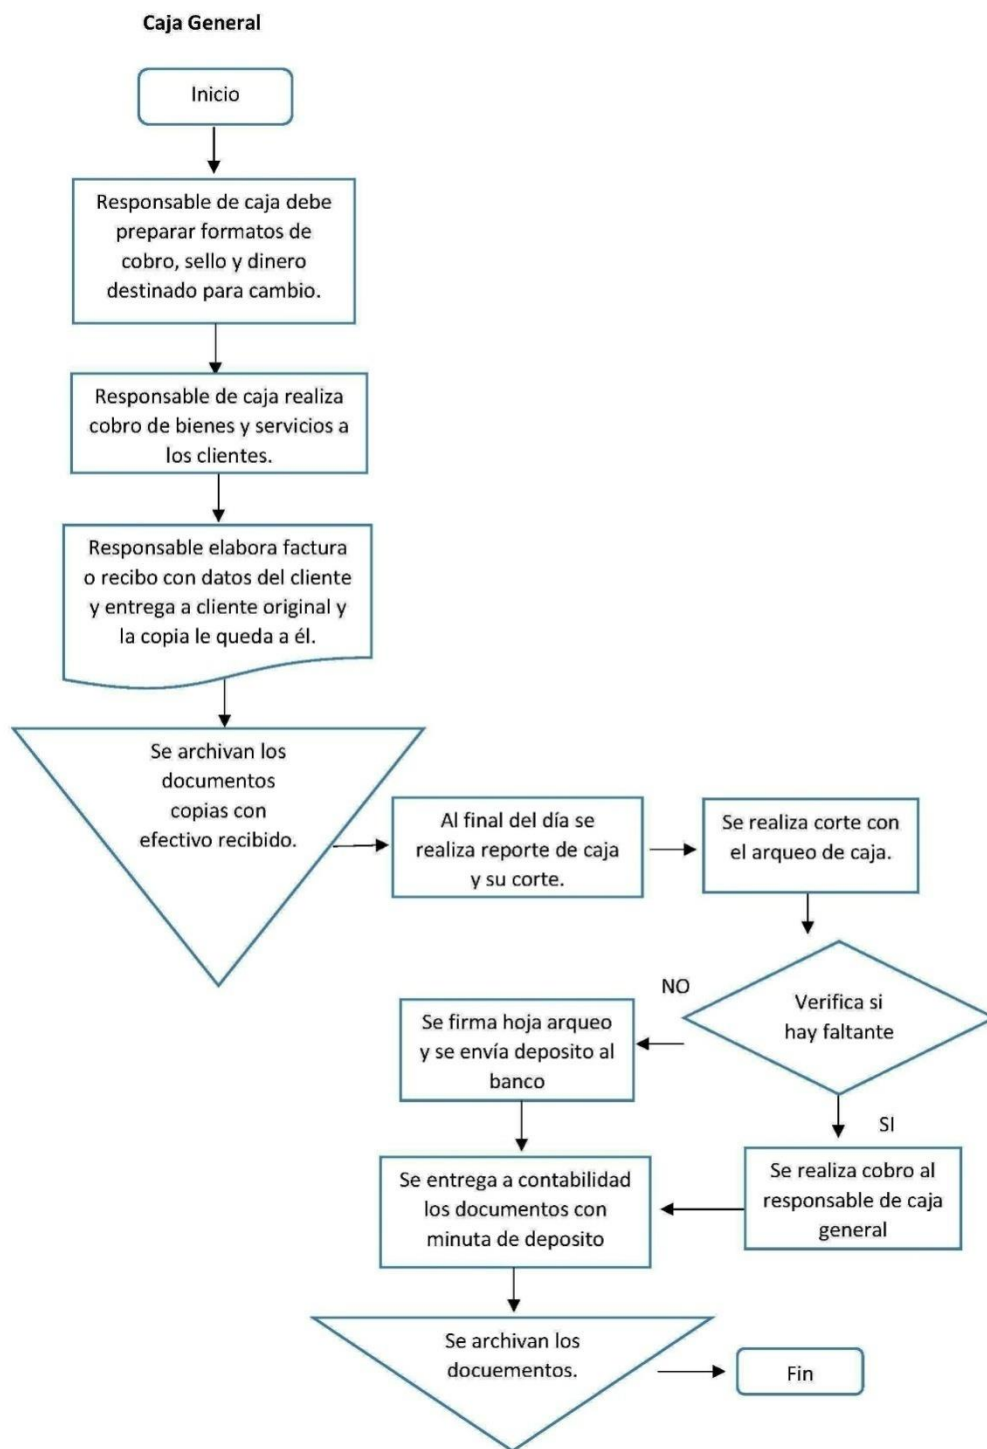 Caja General
Inicio
Responsable de caja debe
preparar formatos de
cobro, sello y dinero
destinado para cambio.
Responsable de caja realiza
cobro de bienes y servicios a
los clientes.
Responsable elabora factura
o recibo con datos del cliente
y entrega a cliente original y
la copia le queda a él.
Se archivan los
documentos
copias con
efectivo recibido.
Al final del día se
realiza reporte de caja
y su corte.
Se realiza corte con
el arqueo de caja.
Verifica si
hay faltante
NO
Se firma hoja arqueo
y se envía deposito al
banco
SI
Se realiza cobro al
responsable de caja
general
Se entrega a contabilidad
los documentos con
minuta de deposito
Se archivan los
docuementos.
Fin